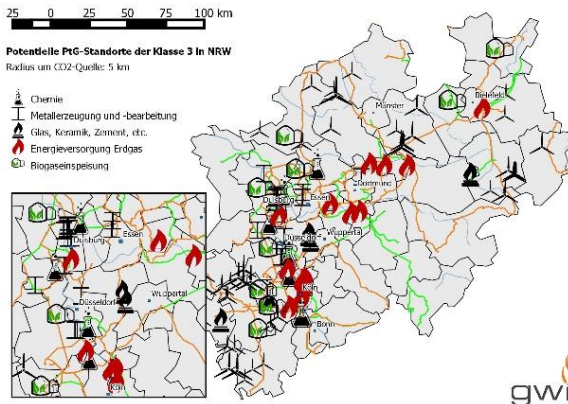 25 0 25 50 75 100 km
Potentielle PtG-Standorte der Klasse 3 in NRW
Radius um CO2-Quelle: 5 km
Chemie
Metallerzeugung und -bearbeitung
Glas, Keramik, Zement, etc.
Energieversorgung Erdgas
Biogaseinspeisung
Münster
Bielefeld
Dortmund
Duisburg
Essen
Düsseldorf
Wuppertal
Köln
Bonn
Duisburg
Essen
Düsseldorf
Wuppertal
Köln